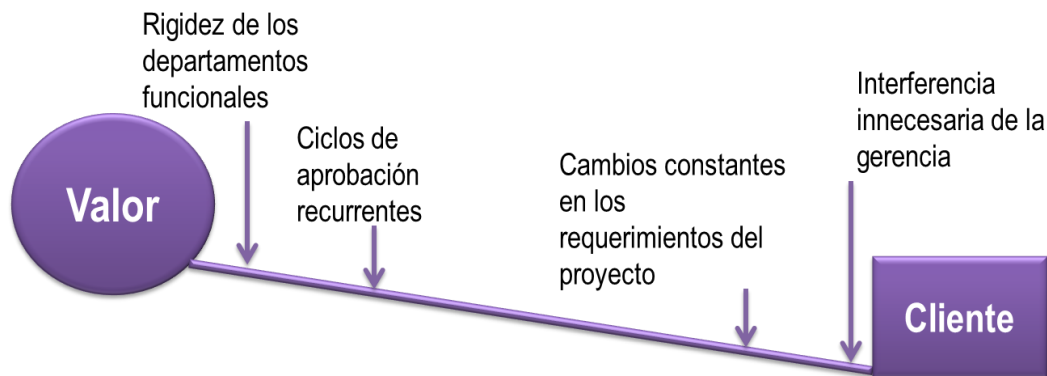 Rigidez de los
departamentos
funcionales
Valor
Ciclos de
aprobación
recurrentes
Cambios constantes
en los
requerimientos del
proyecto
Interferencia
innecesaria de la
gerencia
Cliente